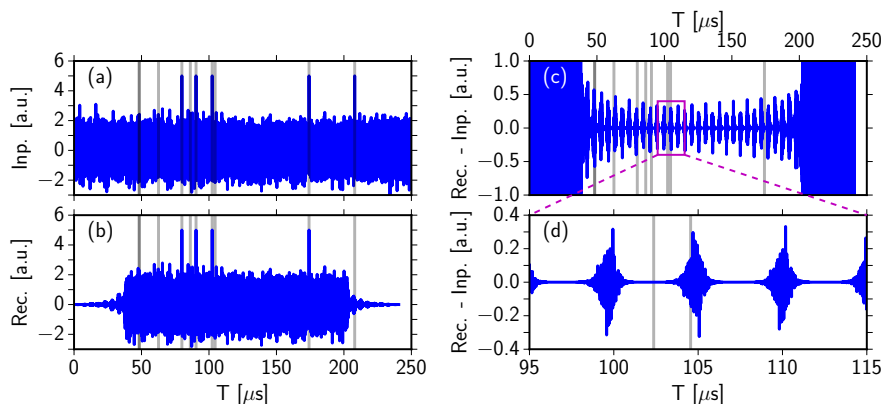 T [μs]
0 50 100 150 200 250
6
4
2
0
−2
Inp. [a.u.]
(a)
1.0
0.5
0.0
−0.5
−1.0
Rec. - Inp. [a.u.]
(c)
6
4
2
0
−2
Rec. [a.u.]
(b)
0 50 100 150 200 250
T [μs]
0.4
0.2
0.0
−0.2
−0.4
Rec. - Inp. [a.u.]
(d)
95 100 105 110 115
T [μs]